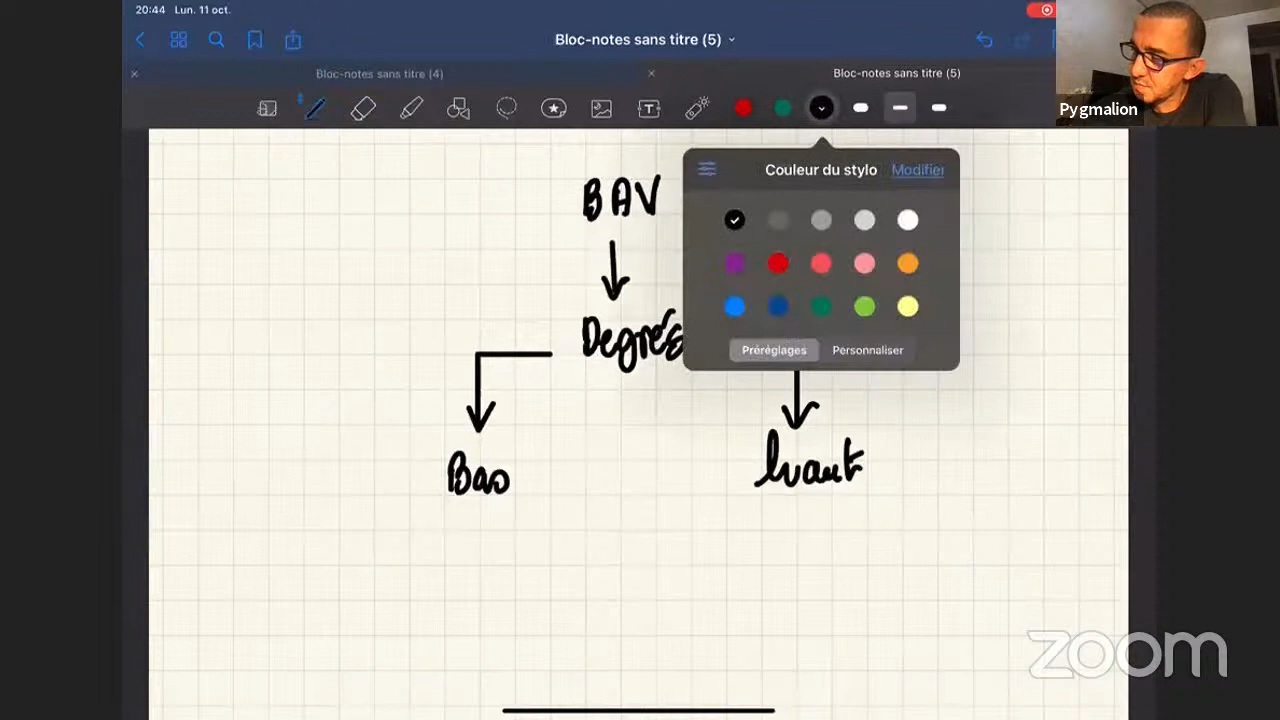 20:44 Lun. 11 oct.
Bloc-notes sans titre (5)
Bloc-notes sans titre (4)
Bloc-notes sans titre (5)
Pygmalion
Couleur du stylo Modifier
BAV
Degrés
Préréglages Personnaliser
Bas
zoom